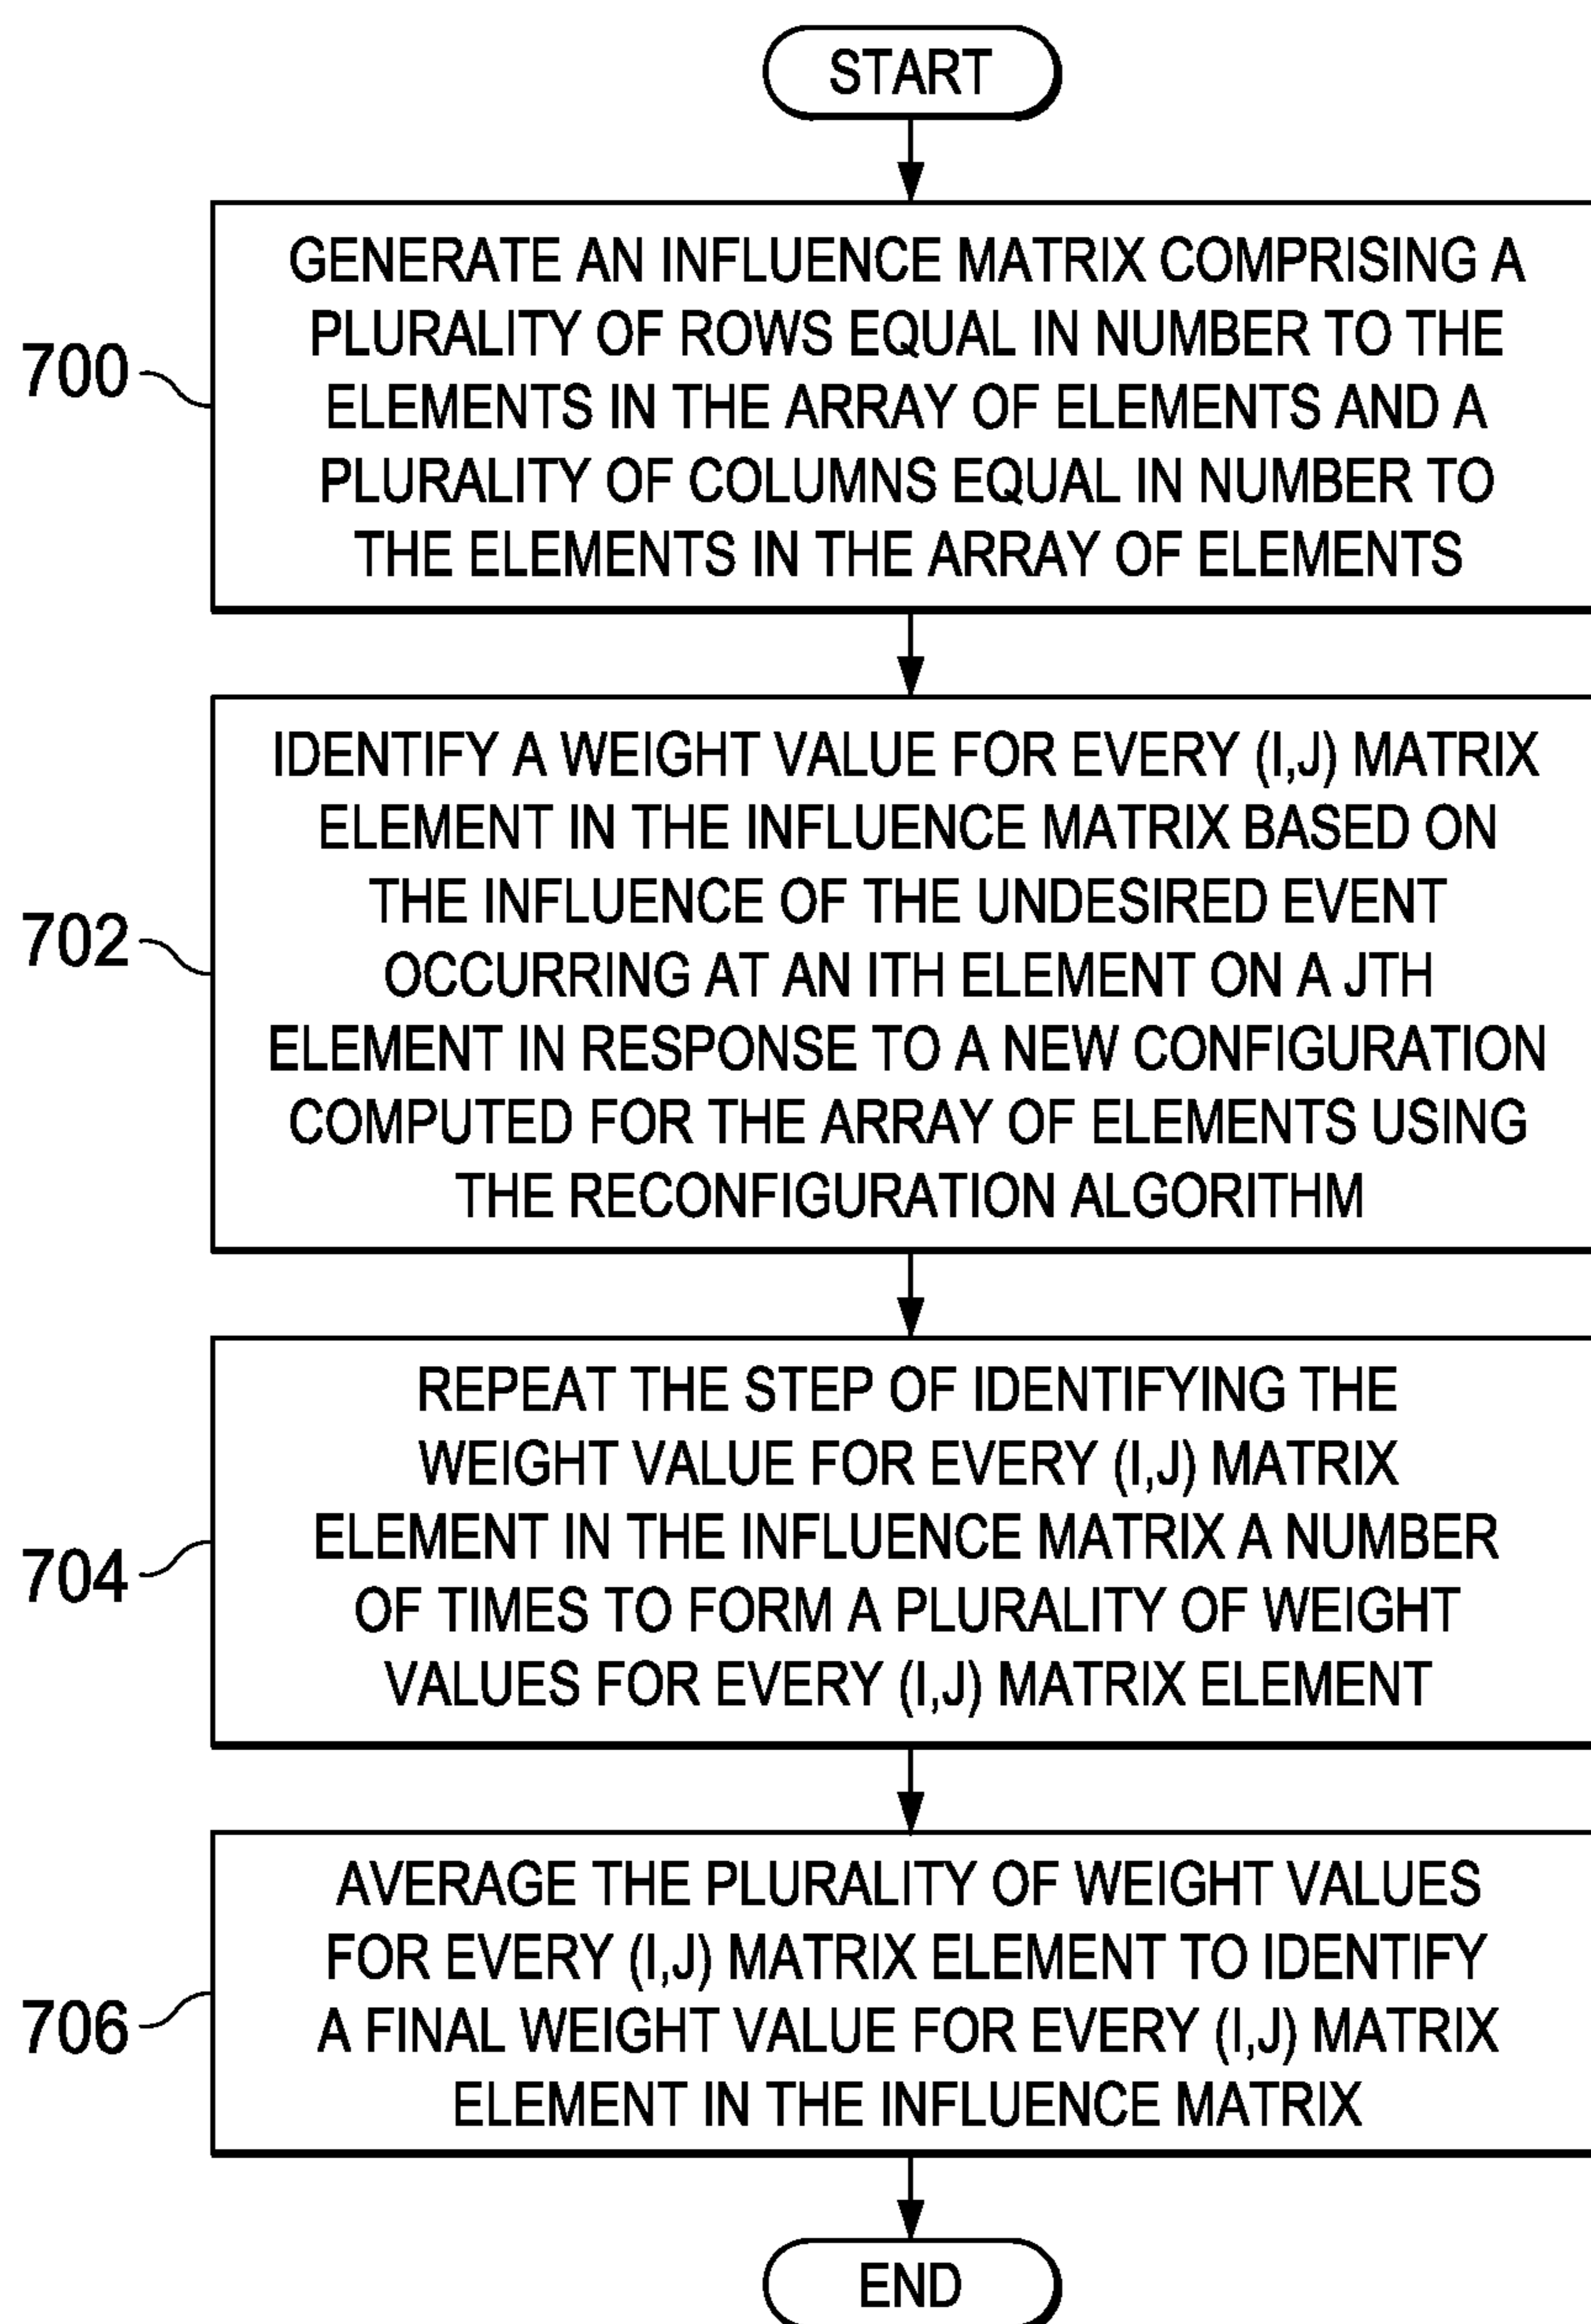 START
700
GENERATE AN INFLUENCE MATRIX COMPRISING A
PLURALITY OF ROWS EQUAL IN NUMBER TO THE
ELEMENTS IN THE ARRAY OF ELEMENTS AND A
PLURALITY OF COLUMNS EQUAL IN NUMBER TO
THE ELEMENTS IN THE ARRAY OF ELEMENTS
702
IDENTIFY A WEIGHT VALUE FOR EVERY (I,J) MATRIX
ELEMENT IN THE INFLUENCE MATRIX BASED ON
THE INFLUENCE OF THE UNDESIRED EVENT
OCCURRING AT AN ITH ELEMENT ON A JTH
ELEMENT IN RESPONSE TO A NEW CONFIGURATION
COMPUTED FOR THE ARRAY OF ELEMENTS USING
THE RECONFIGURATION ALGORITHM
704
REPEAT THE STEP OF IDENTIFYING THE
WEIGHT VALUE FOR EVERY (I,J) MATRIX
ELEMENT IN THE INFLUENCE MATRIX A NUMBER
OF TIMES TO FORM A PLURALITY OF WEIGHT
VALUES FOR EVERY (I,J) MATRIX ELEMENT
706
AVERAGE THE PLURALITY OF WEIGHT VALUES
FOR EVERY (I,J) MATRIX ELEMENT TO IDENTIFY
A FINAL WEIGHT VALUE FOR EVERY (I,J) MATRIX
ELEMENT IN THE INFLUENCE MATRIX
END